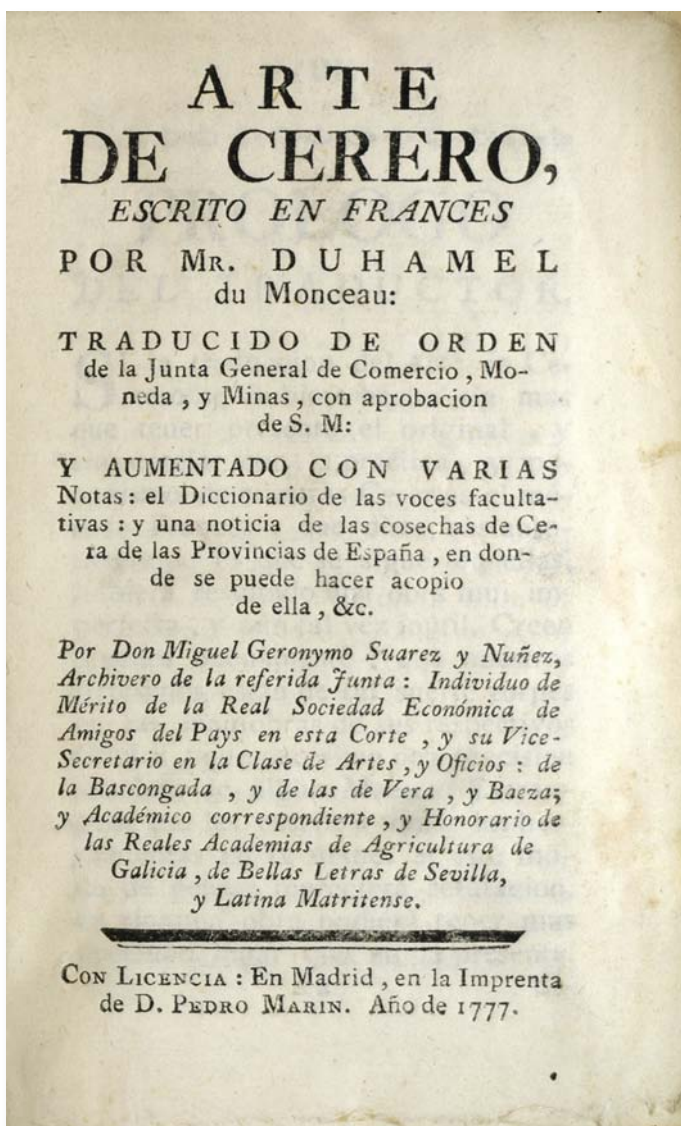 ARTE
DE CERERO,
ESCRITO EN FRANCES
POR MR. DUHAMEL
du Monceau:
TRADUCIDO DE ORDEN
de la Junta General de Comercio, Mo-
neda, y Minas, con aprobacion
de S. M:
Y AUMENTADO CON VARIAS
Notas: el Diccionario de las voces faculta-
tivas: y una noticia de las cosechas de Ce-
ra de las Provincias de España, en don-
de se puede hacer acopio
de ella, &c.
Por Don Miguel Geronymo Suarez y Nuñez,
Archivero de la referida Junta: Individuo de
Mérito de la Real Sociedad Económica de
Amigos del Pays en esta Corte, y su Vice-
Secretario en la Clase de Artes, y Oficios: de
la Bascongada, y de las de Vera, y Baeza;
y Académico correspondiente, y Honorario de
las Reales Academias de Agricultura de
Galicia, de Bellas Letras de Sevilla,
y Latina Matritense.
CON LICENCIA: En Madrid, en la Imprenta
de D. PEDRO MARIN. Año de 1777.